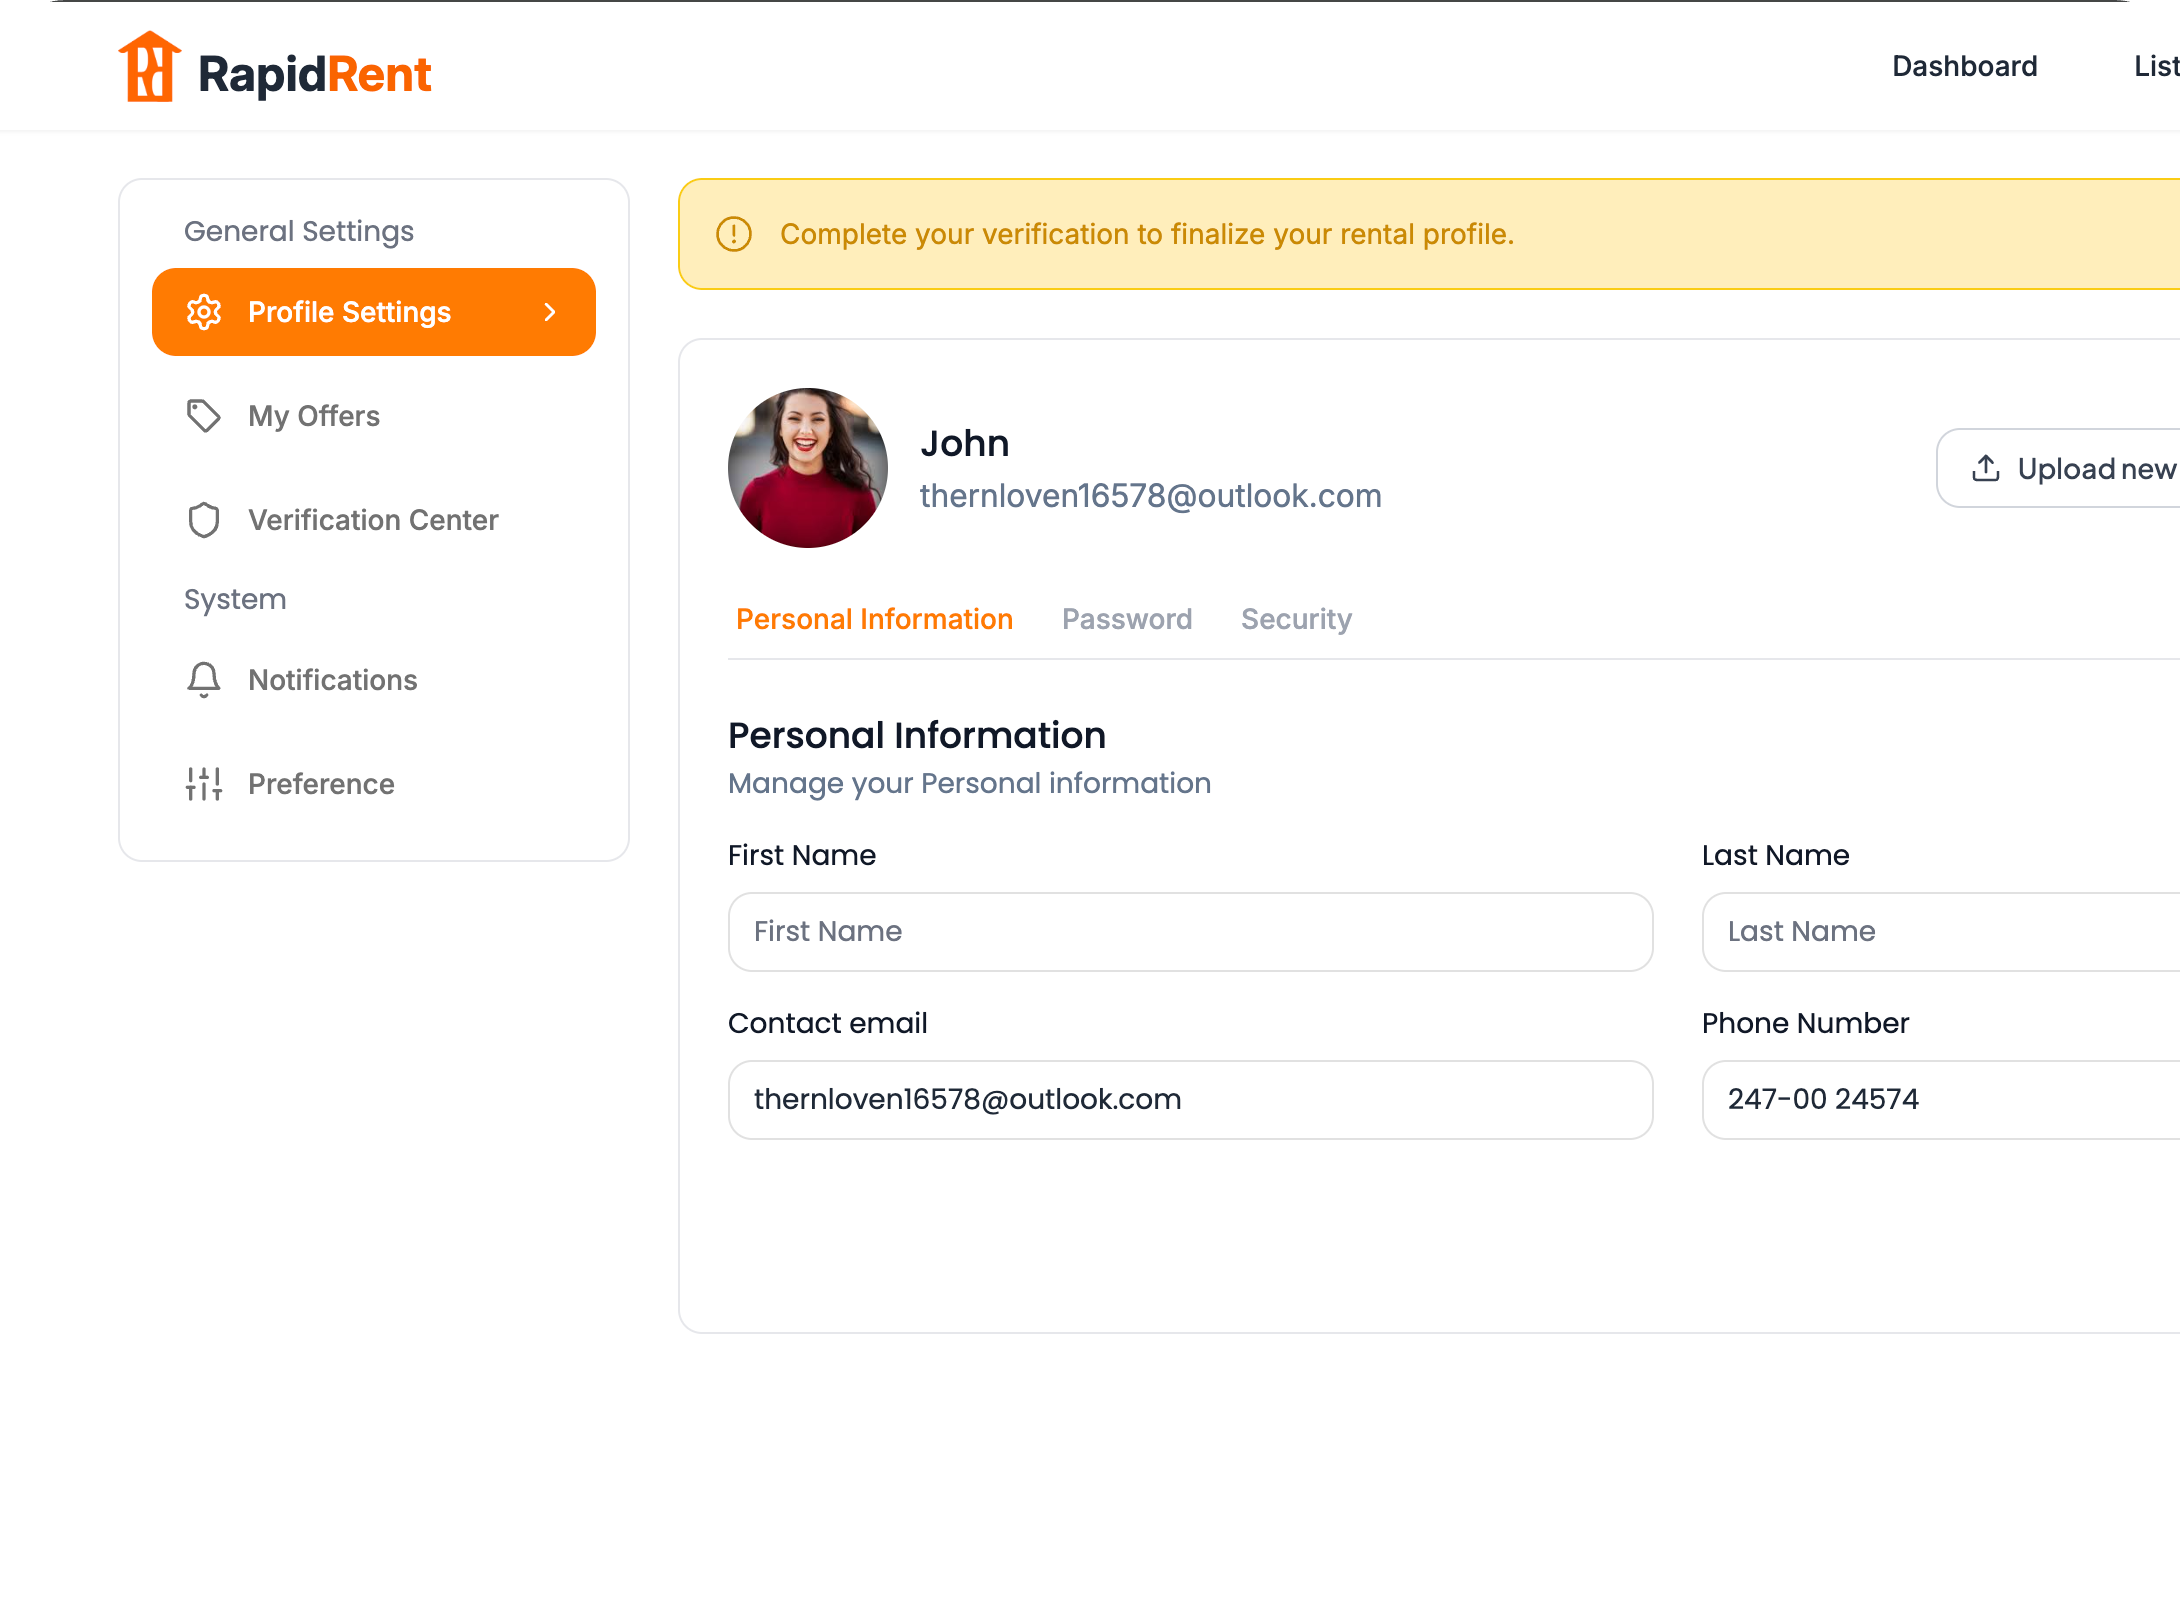 RapidRent
Dashboard
General Settings
Profile Settings
My Offers
Verification Center
System
Notifications
Preference
Complete your verification to finalize your rental profile.
John
thernloven16578@outlook.com
Upload new
Personal Information Password Security
Personal Information
Manage your Personal information
First Name Last Name
First Name Last Name
Contact email Phone Number
thernloven16578@outlook.com 247-00 24574